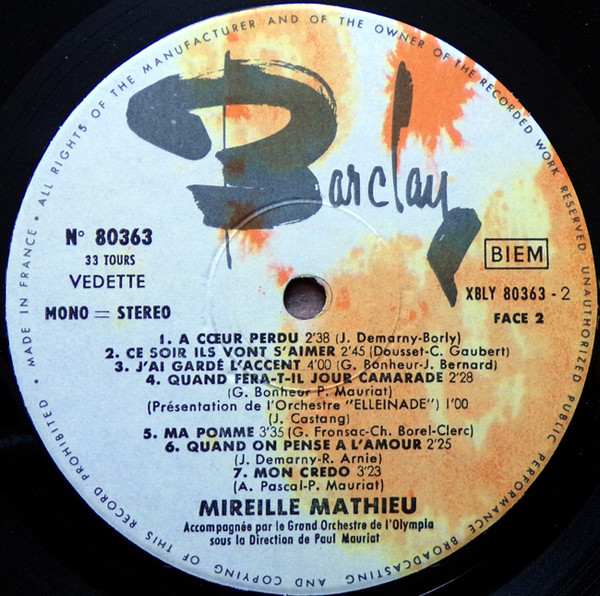 MADE IN FRANCE • ALL RIGHTS OF THE MANUFACTURER AND OF THE OWNER OF THE RECORDED WORK RESERVED UNAUTHORIZED PUBLIC PERFORMANCE BROADCASTING AND COPYING OF THIS RECORD PROHIBITED •
Barclay
N° 80363
33 TOURS
VEDETTE
MONO = STEREO
BIEM
XBLY 80363 - 2
FACE 2
1. A CŒUR PERDU 2'38 (J. Demarny-Borly)
2. CE SOIR ILS VONT S'AIMER 2'45 (Dousset-C. Gaubert)
3. J'AI GARDÉ L'ACCENT 4'00 (G. Bonheur-J. Bernard)
4. QUAND FERA-T-IL JOUR CAMARADE 2'28
(G. Bonheur P. Mauriat)
(Présentation de l'Orchestre "ELLEINADE") 1'00
(J. Castang)
5. MA POMME 3'35 (G. Fronsac-Ch. Borel-Clerc)
6. QUAND ON PENSE A L'AMOUR 2'25
(J. Demarny-R. Arnie)
7. MON CREDO 3'23
(A. Pascal-P. Mauriat)
MIREILLE MATHIEU
Accompagnée par le Grand Orchestre de l'Olympia
sous la Direction de Paul Mauriat